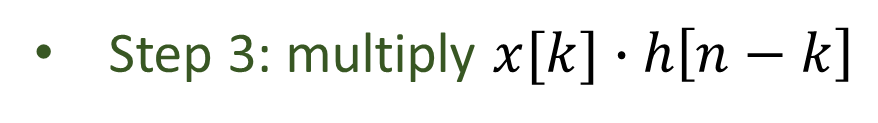 • Step 3: multiply x[k] · h[n − k]